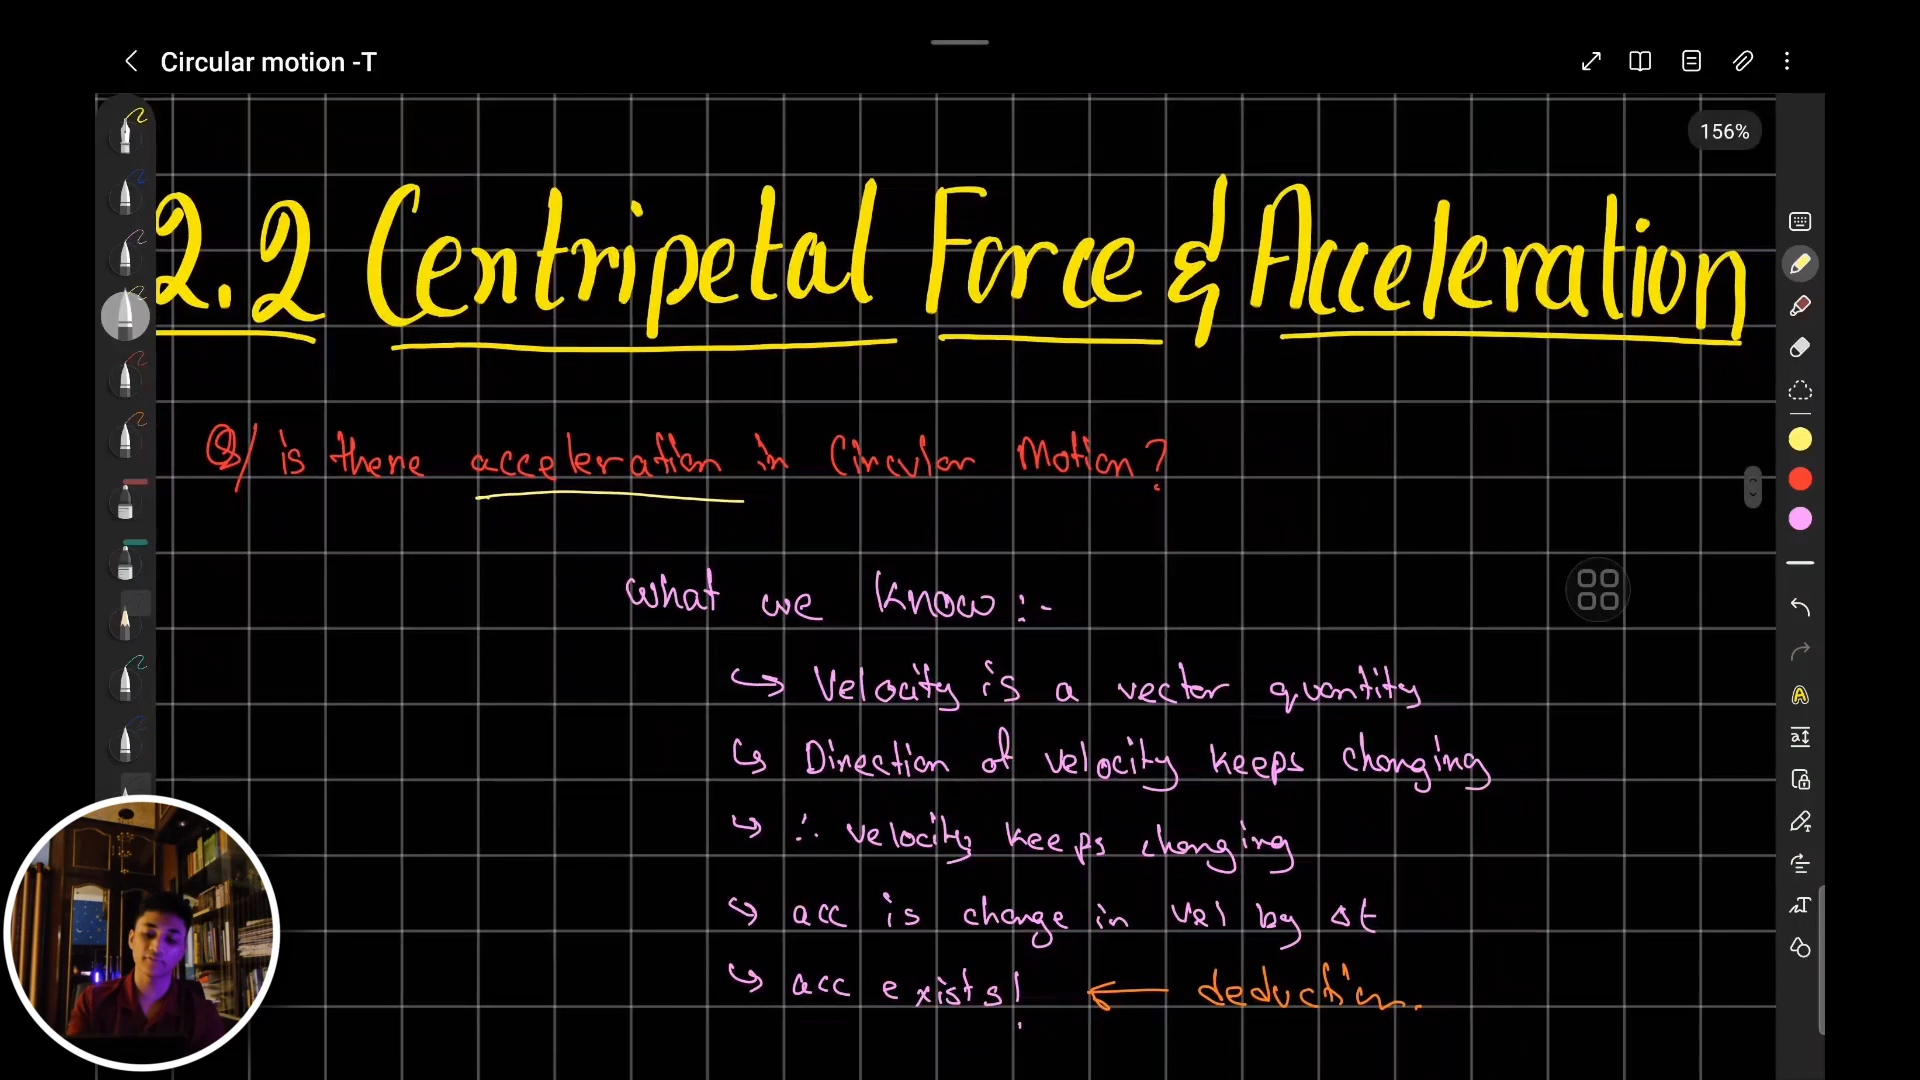 Circular motion -T
156%
2.2 Centripetal Force & Acceleration
Q/ is there acceleration in Circular Motion?
What we know :-
↪ Velocity is a vector quantity
↪ Direction of velocity keeps changing
↪ ∴ velocity keeps changing
↪ acc is change in vel by Δt
↪ acc exists! ← deduction.